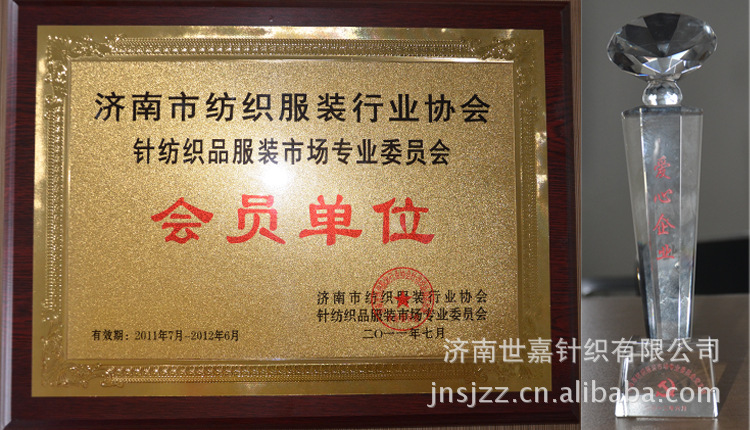 济南市纺织服装行业协会
针纺织品服装市场专业委员会
会员单位
济南市纺织服装行业协会
针纺织品服装市场专业委员会
有效期：2011年7月-2012年6月
二〇一一年七月
爱心企业
济南世嘉针织有限公司
jnsjzz.cn.alibaba.com